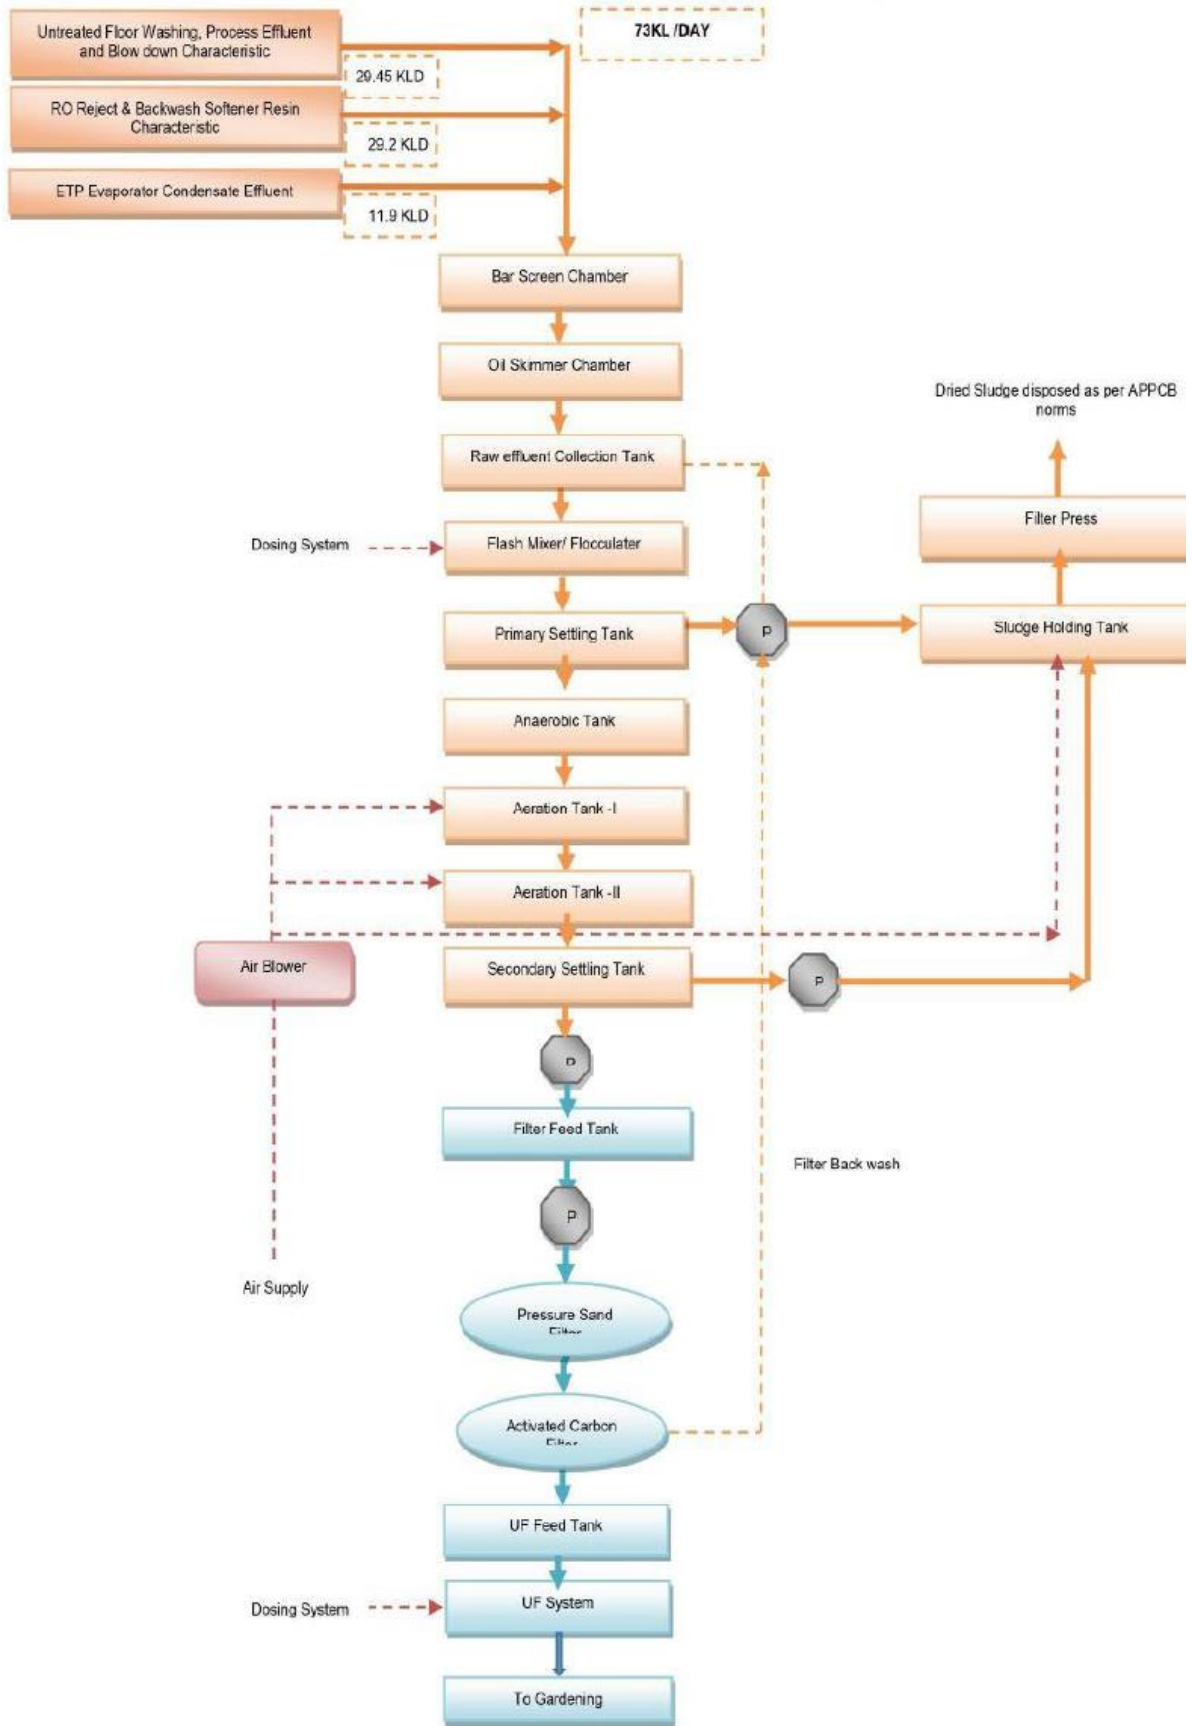 73KL /DAY
Untreated Floor Washing, Process Effluent
and Blow down Characteristic
29.45 KLD
RO Reject & Backwash Softener Resin
Characteristic
29.2 KLD
ETP Evaporator Condensate Effluent
11.9 KLD
Bar Screen Chamber
Oil Skimmer Chamber
Dried Sludge disposed as per APPCB
norms
Raw effluent Collection Tank
Filter Press
Dosing System
Flash Mixer/ Flocculater
Primary Settling Tank
P
Sludge Holding Tank
Anaerobic Tank
Aeration Tank -I
Aeration Tank -II
Air Blower
Secondary Settling Tank
P
P
Filter Feed Tank
Filter Back wash
P
Air Supply
Pressure Sand
Filter
Activated Carbon
Filter
UF Feed Tank
Dosing System
UF System
To Gardening